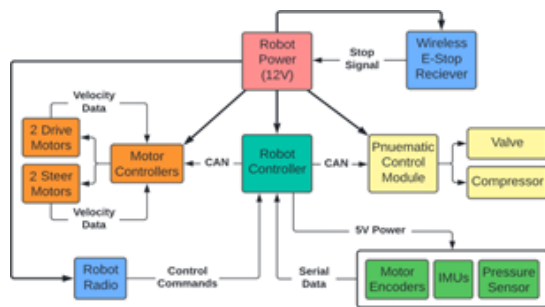 Robot
Power
(12V)
Stop
Signal
Wireless
E-Stop
Reciever
Velocity
Data
2 Drive
Motors
2 Steer
Motors
Velocity
Data
Motor
Controllers
CAN
Robot
Controller
CAN
Pnuematic
Control
Module
Valve
Compressor
5V Power
Robot
Radio
Control
Commands
Serial
Data
Motor
Encoders
IMUs
Pressure
Sensor